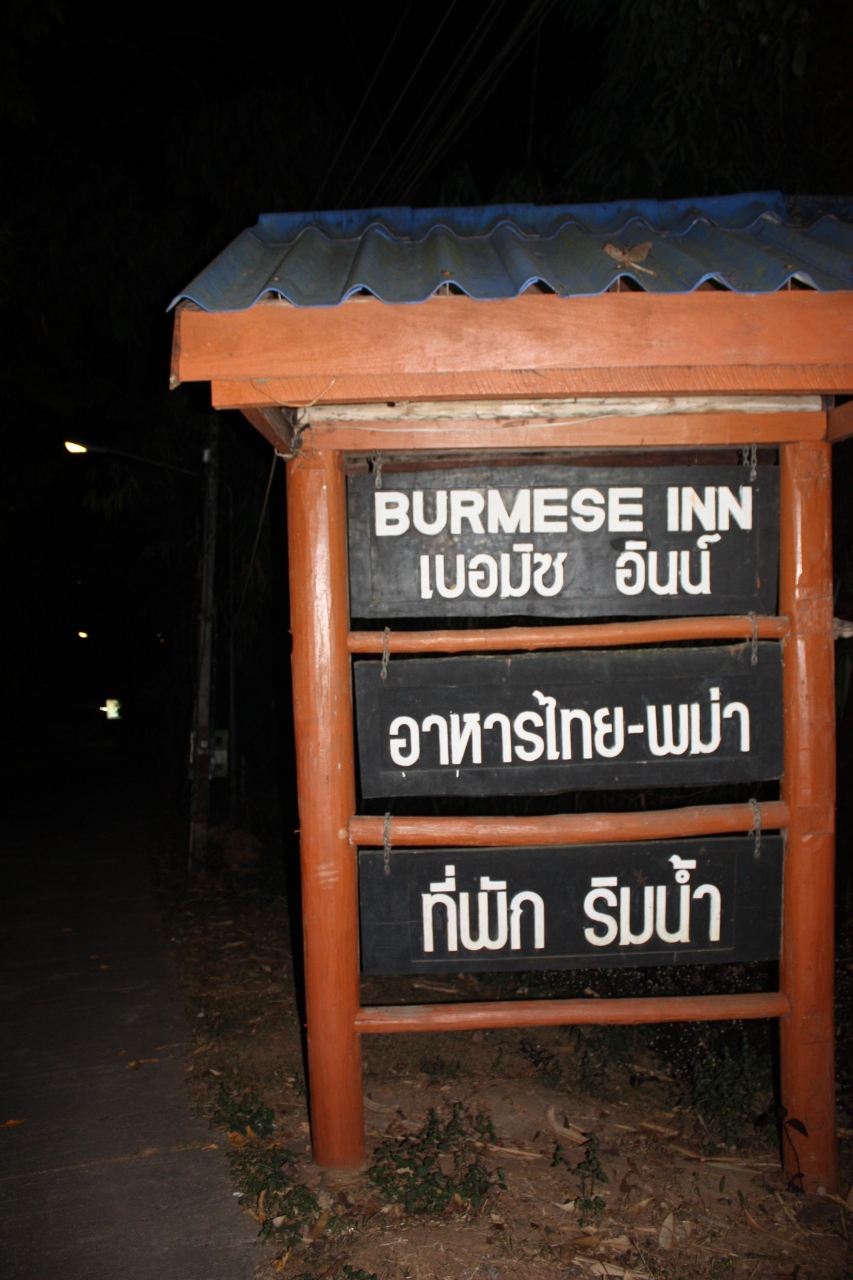 BURMESE INN
เบอมิช อินน์
อาหารไทย-พม่า
ที่พัก ริมน้ำ